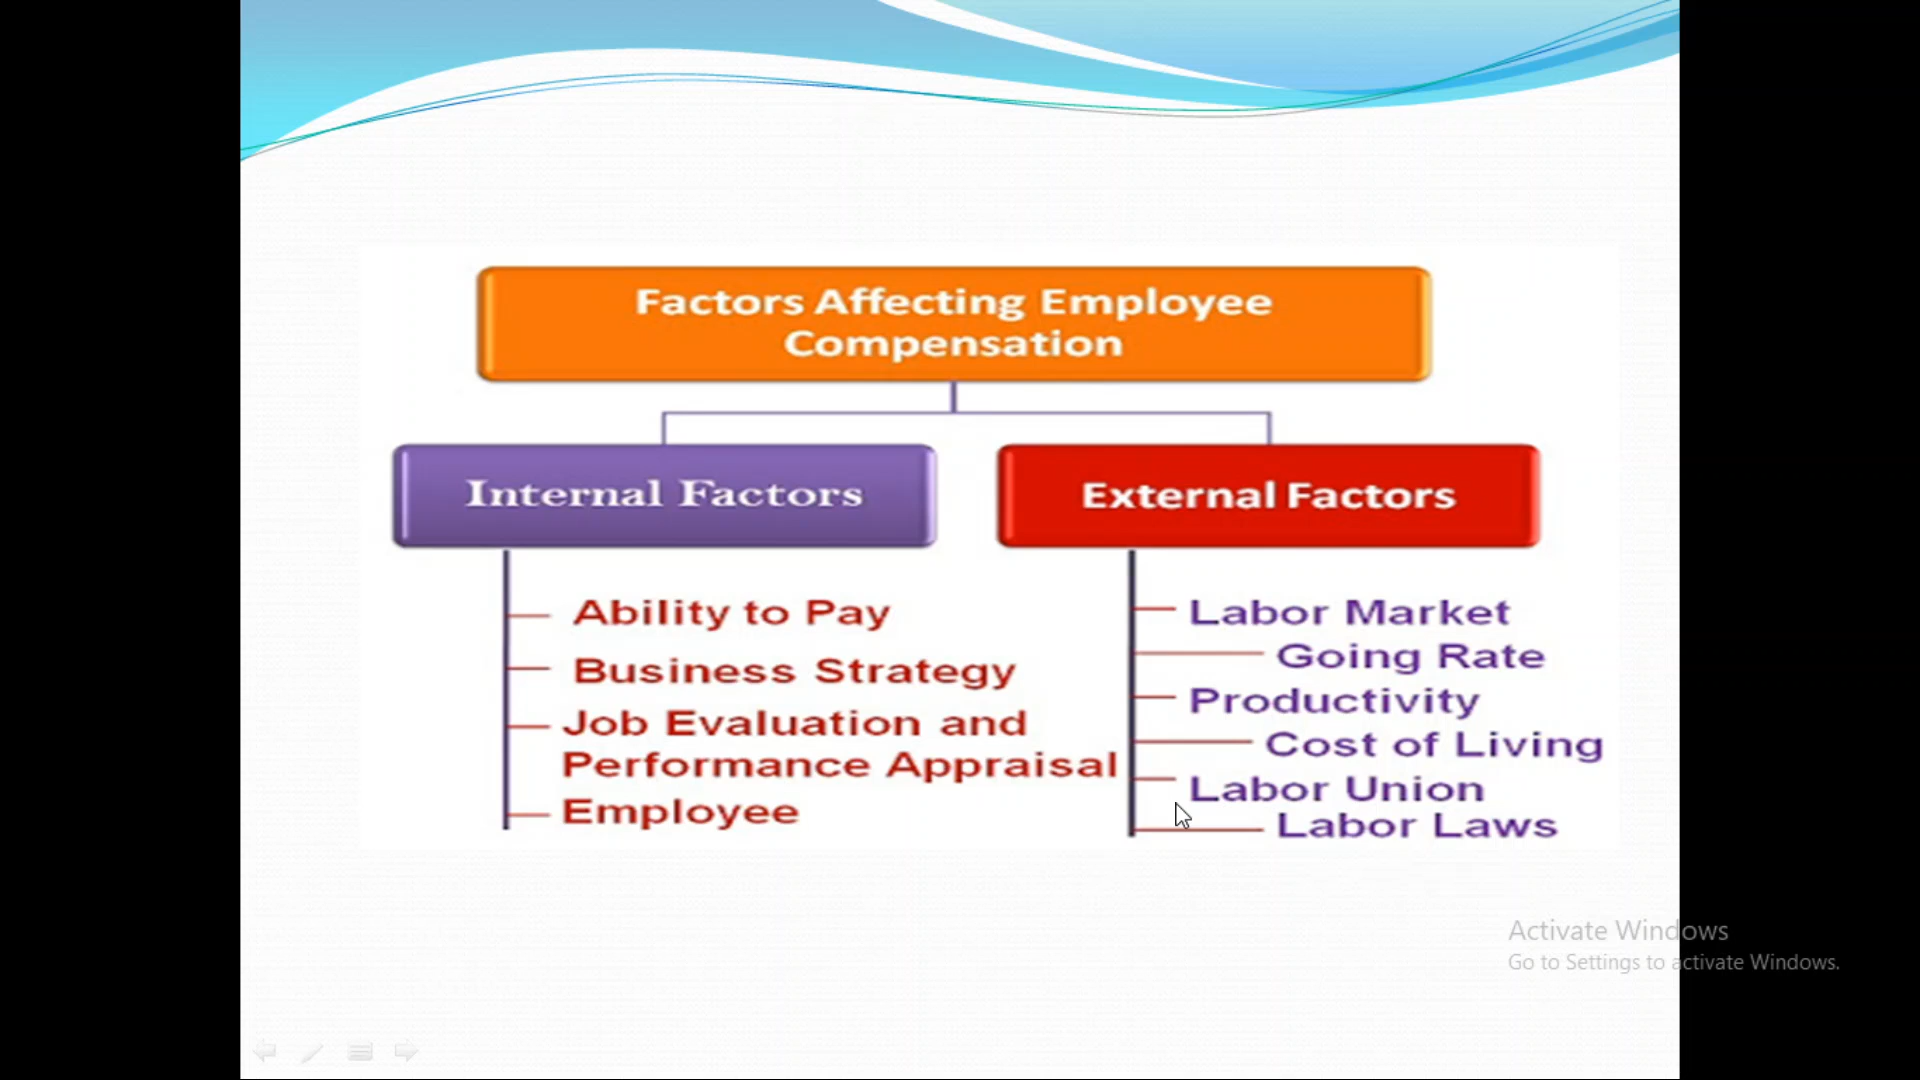 Factors Affecting Employee
Compensation
Internal Factors
Ability to Pay
Business Strategy
Job Evaluation and
Performance Appraisal
Employee
External Factors
Labor Market
Going Rate
Productivity
Cost of Living
Labor Union
Labor Laws
Activate Windows
Go to Settings to activate Windows.